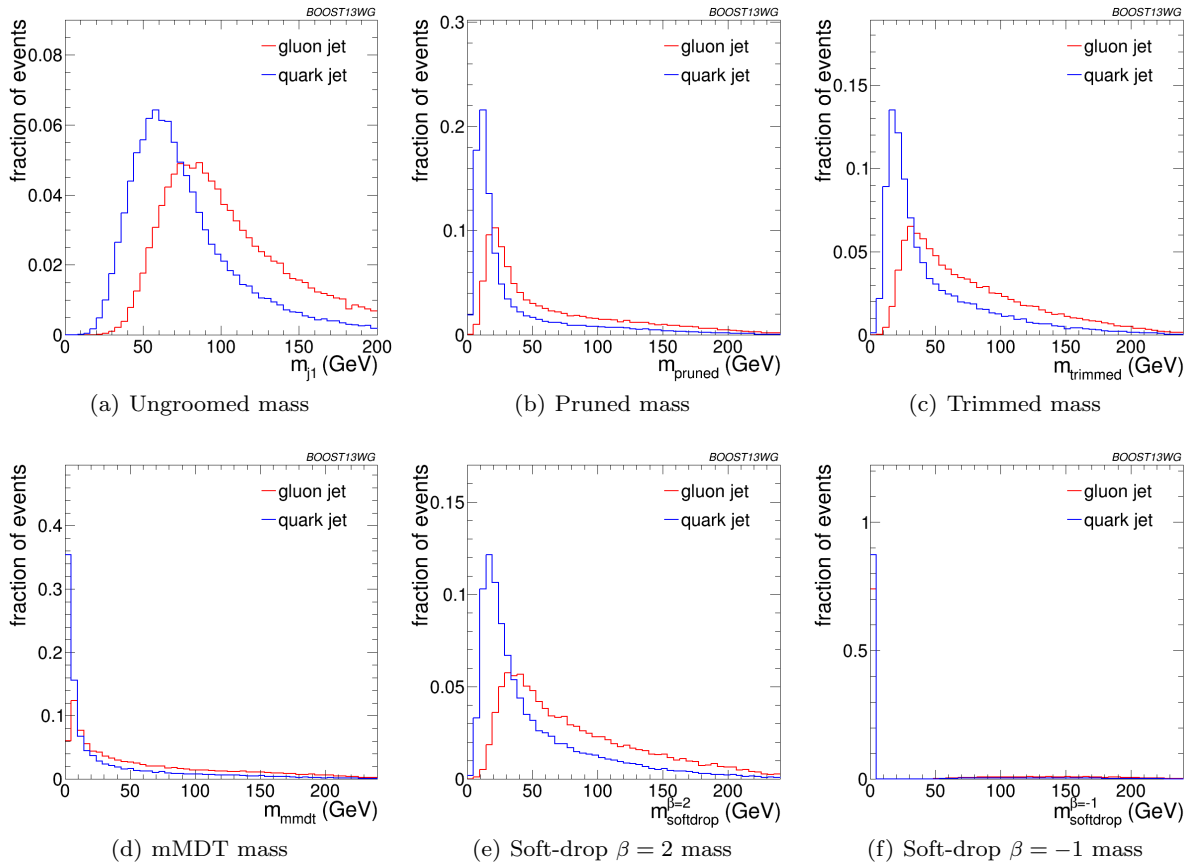 BOOST13WG
fraction of events
gluon jet
quark jet
0.08
0.06
0.04
0.02
0
0 50 100 150 200
m_j1 (GeV)
(a) Ungroomed mass
BOOST13WG
fraction of events
gluon jet
quark jet
0.3
0.2
0.1
0
0 50 100 150 200
m_pruned (GeV)
(b) Pruned mass
BOOST13WG
fraction of events
gluon jet
quark jet
0.15
0.1
0.05
0
0 50 100 150 200
m_trimmed (GeV)
(c) Trimmed mass
BOOST13WG
fraction of events
gluon jet
quark jet
0.4
0.3
0.2
0.1
0
0 50 100 150 200
m_mmdt (GeV)
(d) mMDT mass
BOOST13WG
fraction of events
gluon jet
quark jet
0.15
0.1
0.05
0
0 50 100 150 200
m^β=2_softdrop (GeV)
(e) Soft-drop β = 2 mass
BOOST13WG
fraction of events
gluon jet
quark jet
1
0.5
0
0 50 100 150 200
m^β=-1_softdrop (GeV)
(f) Soft-drop β = −1 mass